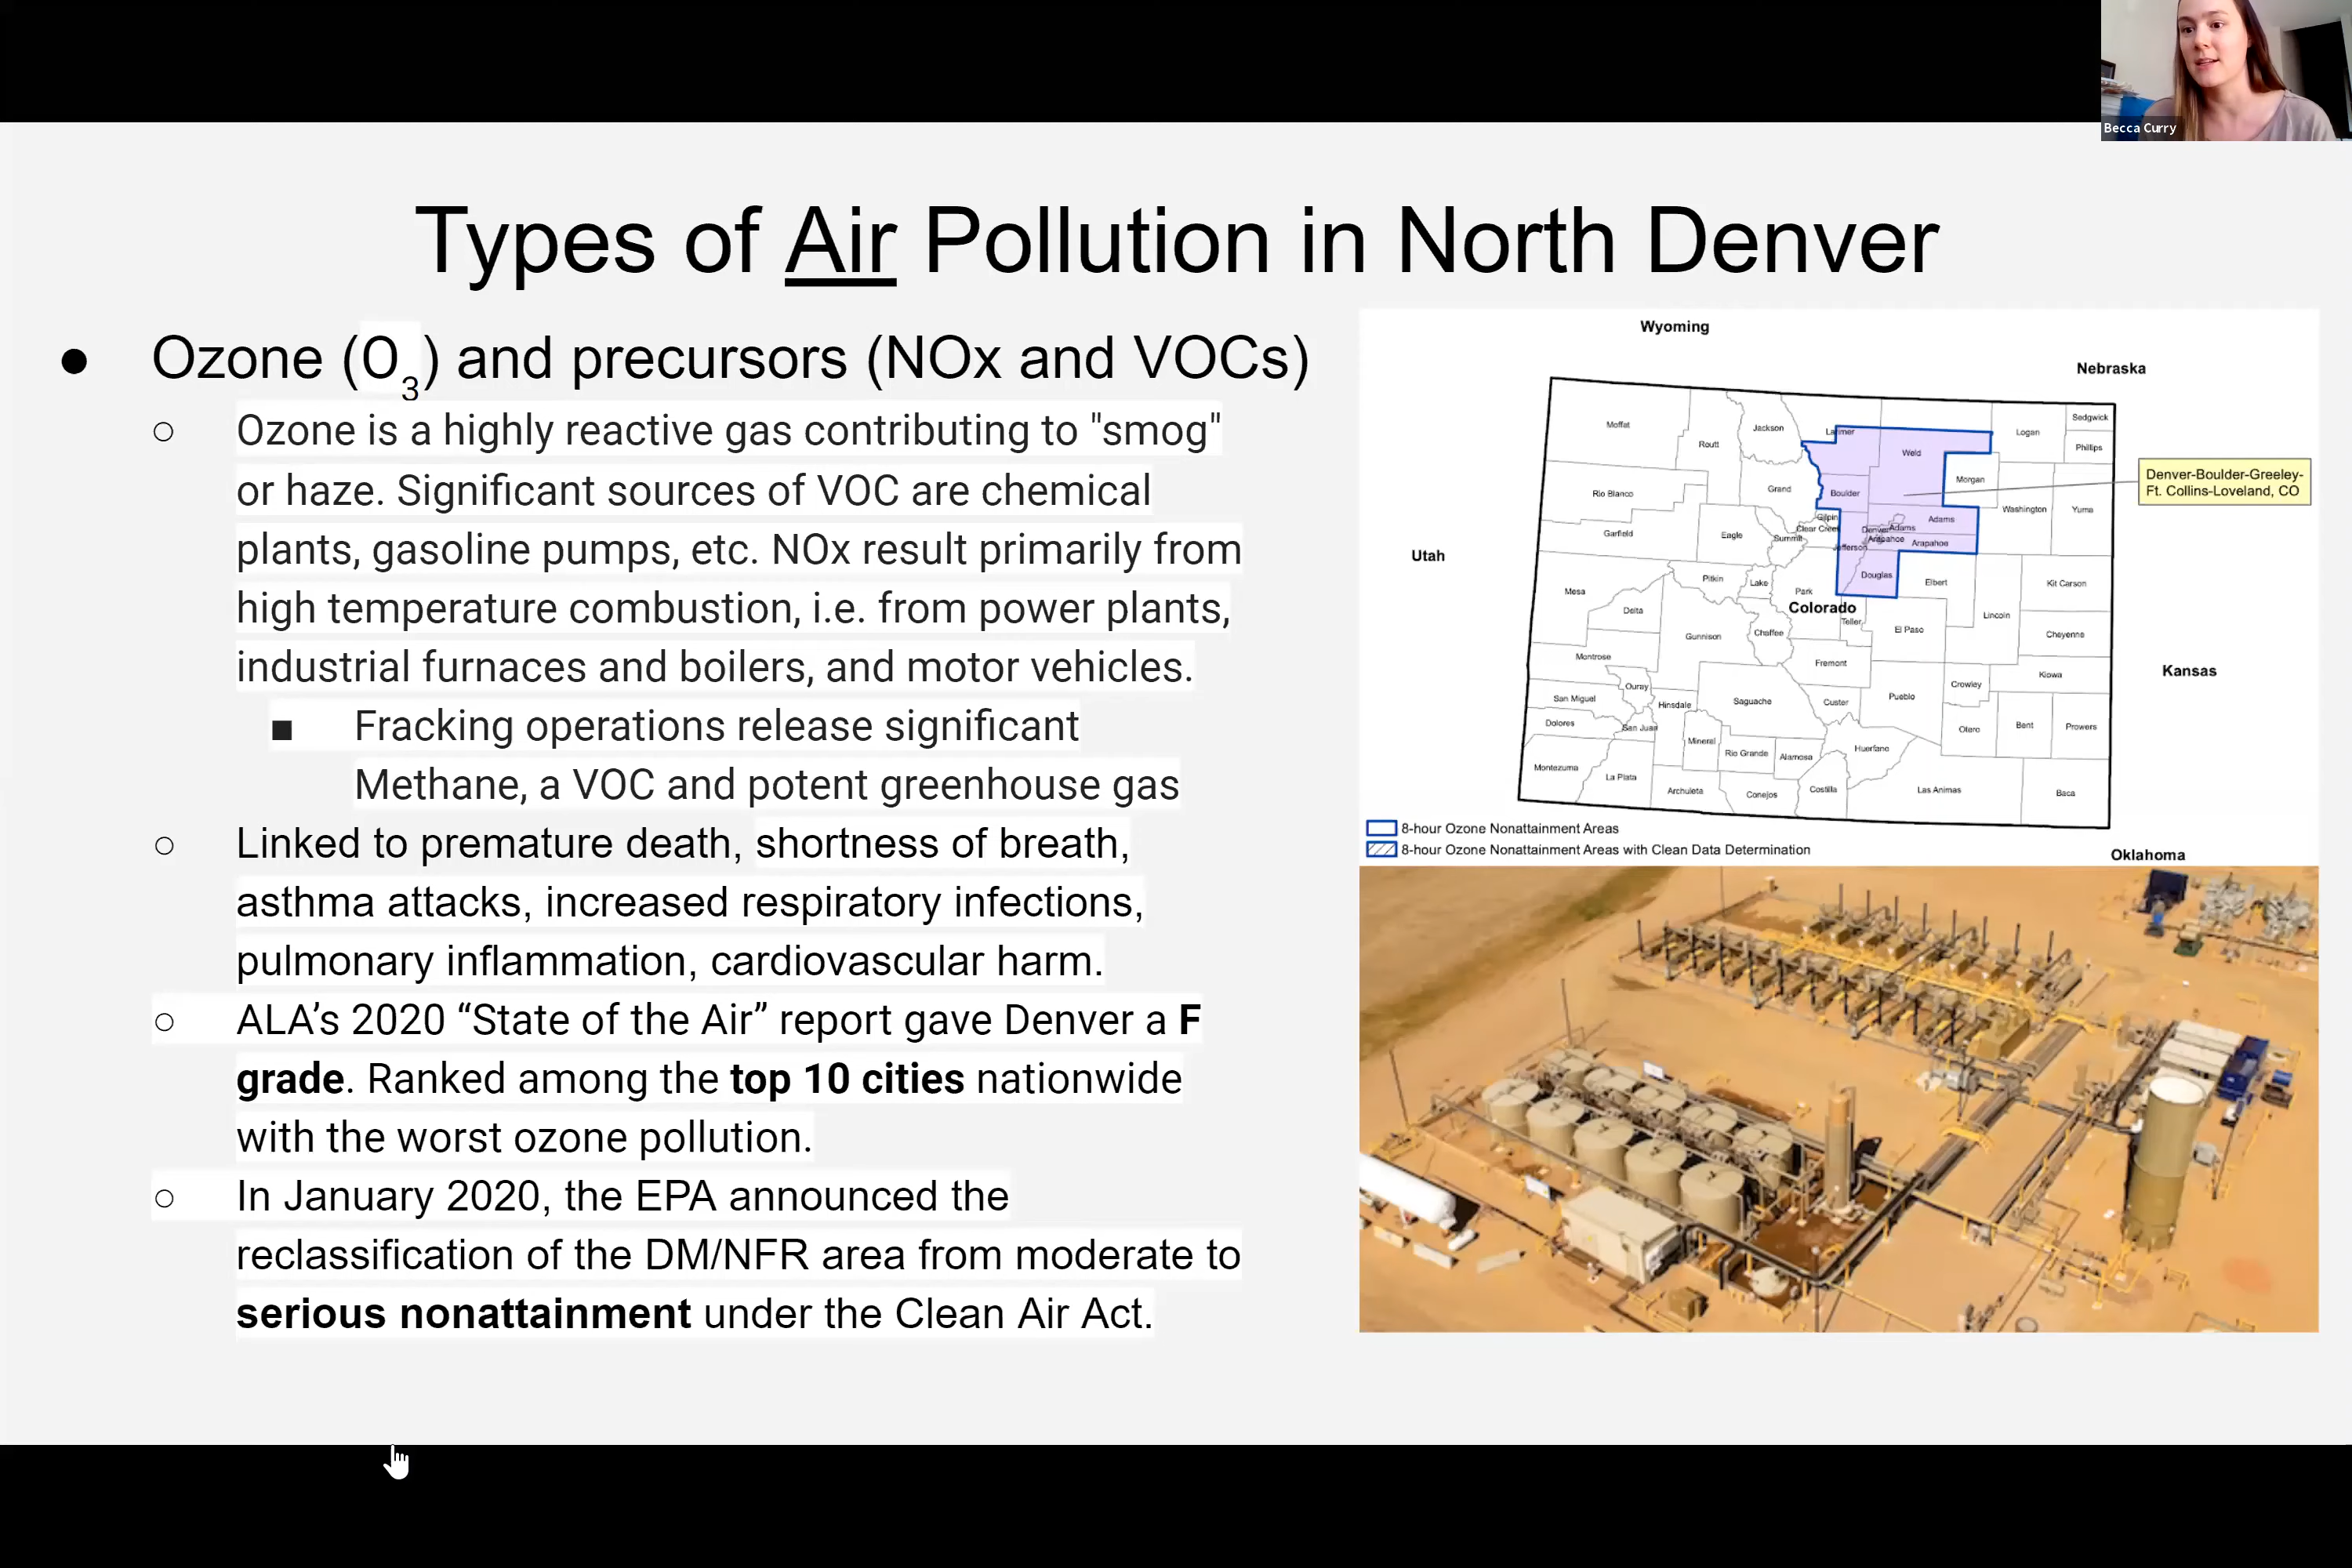 Becca Curry
Types of Air Pollution in North Denver
● Ozone (O3) and precursors (NOx and VOCs)
○ Ozone is a highly reactive gas contributing to "smog"
or haze. Significant sources of VOC are chemical
plants, gasoline pumps, etc. NOx result primarily from
high temperature combustion, i.e. from power plants,
industrial furnaces and boilers, and motor vehicles.
■ Fracking operations release significant
Methane, a VOC and potent greenhouse gas
○ Linked to premature death, shortness of breath,
asthma attacks, increased respiratory infections,
pulmonary inflammation, cardiovascular harm.
○ ALA’s 2020 “State of the Air” report gave Denver a F
grade. Ranked among the top 10 cities nationwide
with the worst ozone pollution.
○ In January 2020, the EPA announced the
reclassification of the DM/NFR area from moderate to
serious nonattainment under the Clean Air Act.
Wyoming
Nebraska
Utah
Colorado
Kansas
Oklahoma
Denver-Boulder-Greeley-
Ft. Collins-Loveland, CO
Moffat
Routt
Jackson
Larimer
Weld
Logan
Sedgwick
Phillips
Morgan
Rio Blanco
Grand
Boulder
Washington
Yuma
Gilpin
Clear Creek
Denver
Adams
Adams
Garfield
Eagle
Summit
Jefferson
Arapahoe
Arapahoe
Douglas
Elbert
Kit Carson
Mesa
Pitkin
Lake
Park
Delta
Teller
Lincoln
Gunnison
Chaffee
El Paso
Cheyenne
Montrose
Fremont
Kiowa
Ouray
Crowley
San Miguel
Hinsdale
Saguache
Custer
Pueblo
Dolores
San Juan
Otero
Bent
Prowers
Mineral
Rio Grande
Alamosa
Huerfano
Montezuma
La Plata
Archuleta
Conejos
Costilla
Las Animas
Baca
8-hour Ozone Nonattainment Areas
8-hour Ozone Nonattainment Areas with Clean Data Determination